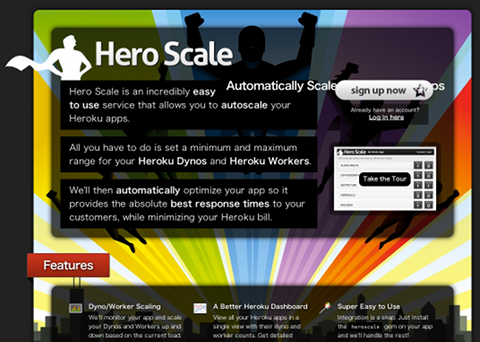 Hero Scale
Automatically Scale
Hero Scale is an incredibly easy
to use service that allows you to autoscale your
Heroku apps.
All you have to do is set a minimum and maximum
range for your Heroku Dynos and Heroku Workers.
We'll then automatically optimize your app so it
provides the absolute best response times to your
customers, while minimizing your Heroku bill.
sign up now
Already have an account?
Log in here
Hero Scale
Take the Tour
Features
Dyno/Worker Scaling
We'll monitor your app and scale
your Dynos and Workers up and
down based on the current load.
A Better Heroku Dashboard
View all your Heroku apps in a
single view with their dyno and
worker counts. Get detailed
Super Easy to Use
Integration is a snap. Just install
the heroscale gem on your app
and we'll handle the rest!